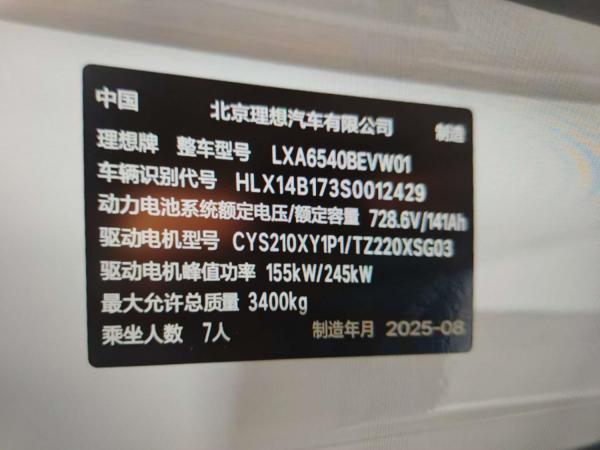 中国 北京理想汽车有限公司 制造
理想牌 整车型号 LXA6540BEVW01
车辆识别代号 HLX14B173S0012429
动力电池系统额定电压/额定容量 728.6V/141Ah
驱动电机型号 CYS210XY1P1/TZ220XSG03
驱动电机峰值功率 155kW/245kW
最大允许总质量 3400kg
乘坐人数 7人 制造年月 2025-08